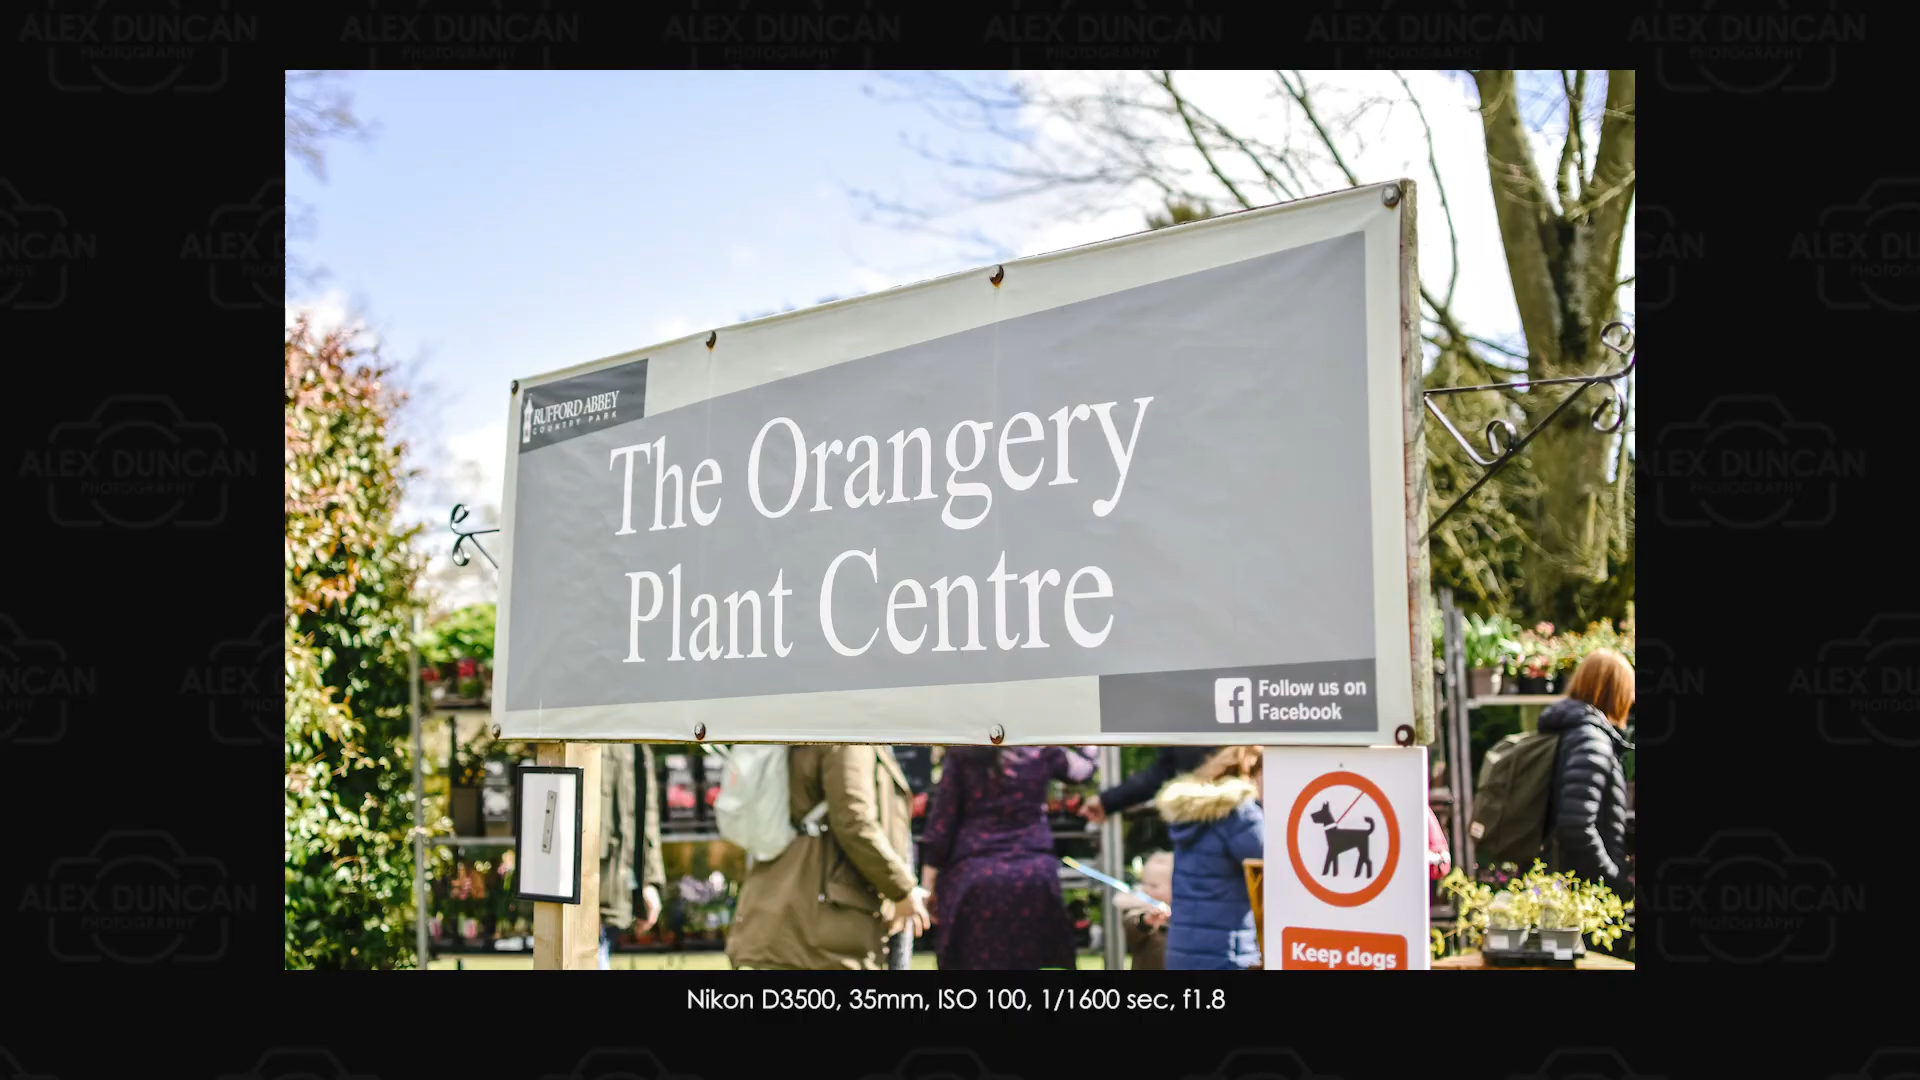 RUFFORD ABBEY
COUNTRY PARK
The Orangery
Plant Centre
Follow us on
Facebook
Keep dogs
Nikon D3500, 35mm, ISO 100, 1/1600 sec, f1.8
ALEX DUNCAN
PHOTOGRAPHY